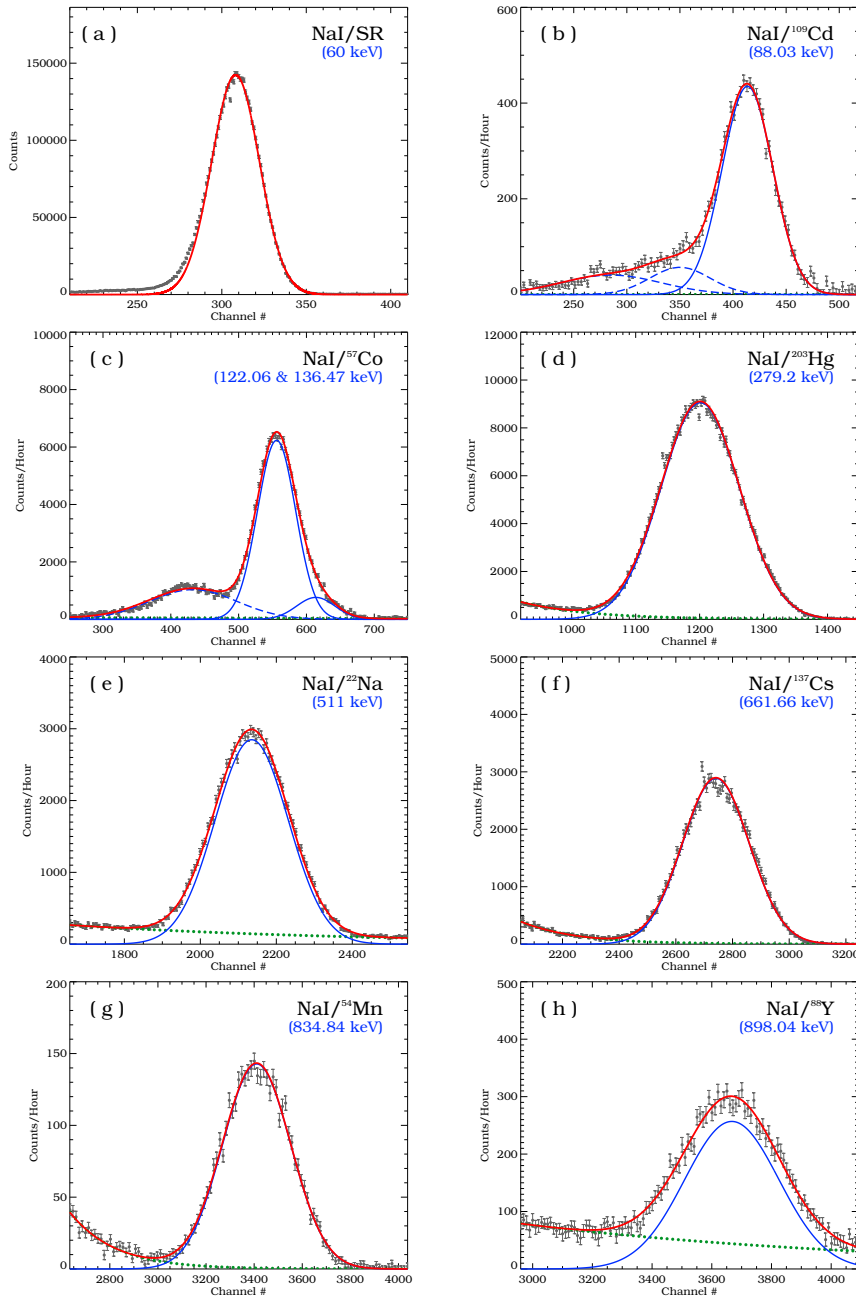 ( a ) NaI/SR
(60 keV)
150000
100000
50000
0
Counts
300 350 400
Channel #
( b ) NaI/¹⁰⁹Cd
(88.03 keV)
600
400
200
0
Counts/Hour
250 300 350 400 450 500
Channel #
( c ) NaI/⁵⁷Co
(122.06 & 136.47 keV)
10000
8000
6000
4000
2000
0
Counts/Hour
300 400 500 600 700
Channel #
( d ) NaI/²⁰³Hg
(279.2 keV)
12000
10000
8000
6000
4000
2000
0
Counts/Hour
1000 1100 1200 1300 1400
Channel #
( e ) NaI/²²Na
(511 keV)
4000
3000
2000
1000
0
Counts/Hour
1800 2000 2200 2400
Channel #
( f ) NaI/¹³⁷Cs
(661.66 keV)
5000
4000
3000
2000
1000
0
Counts/Hour
2200 2400 2600 2800 3000 3200
Channel #
( g ) NaI/⁵⁴Mn
(834.84 keV)
200
150
100
50
0
Counts/Hour
2800 3000 3200 3400 3600 3800 4000
Channel #
( h ) NaI/⁸⁸Y
(898.04 keV)
500
400
300
200
100
0
Counts/Hour
3000 3200 3400 3600 3800 4000
Channel #